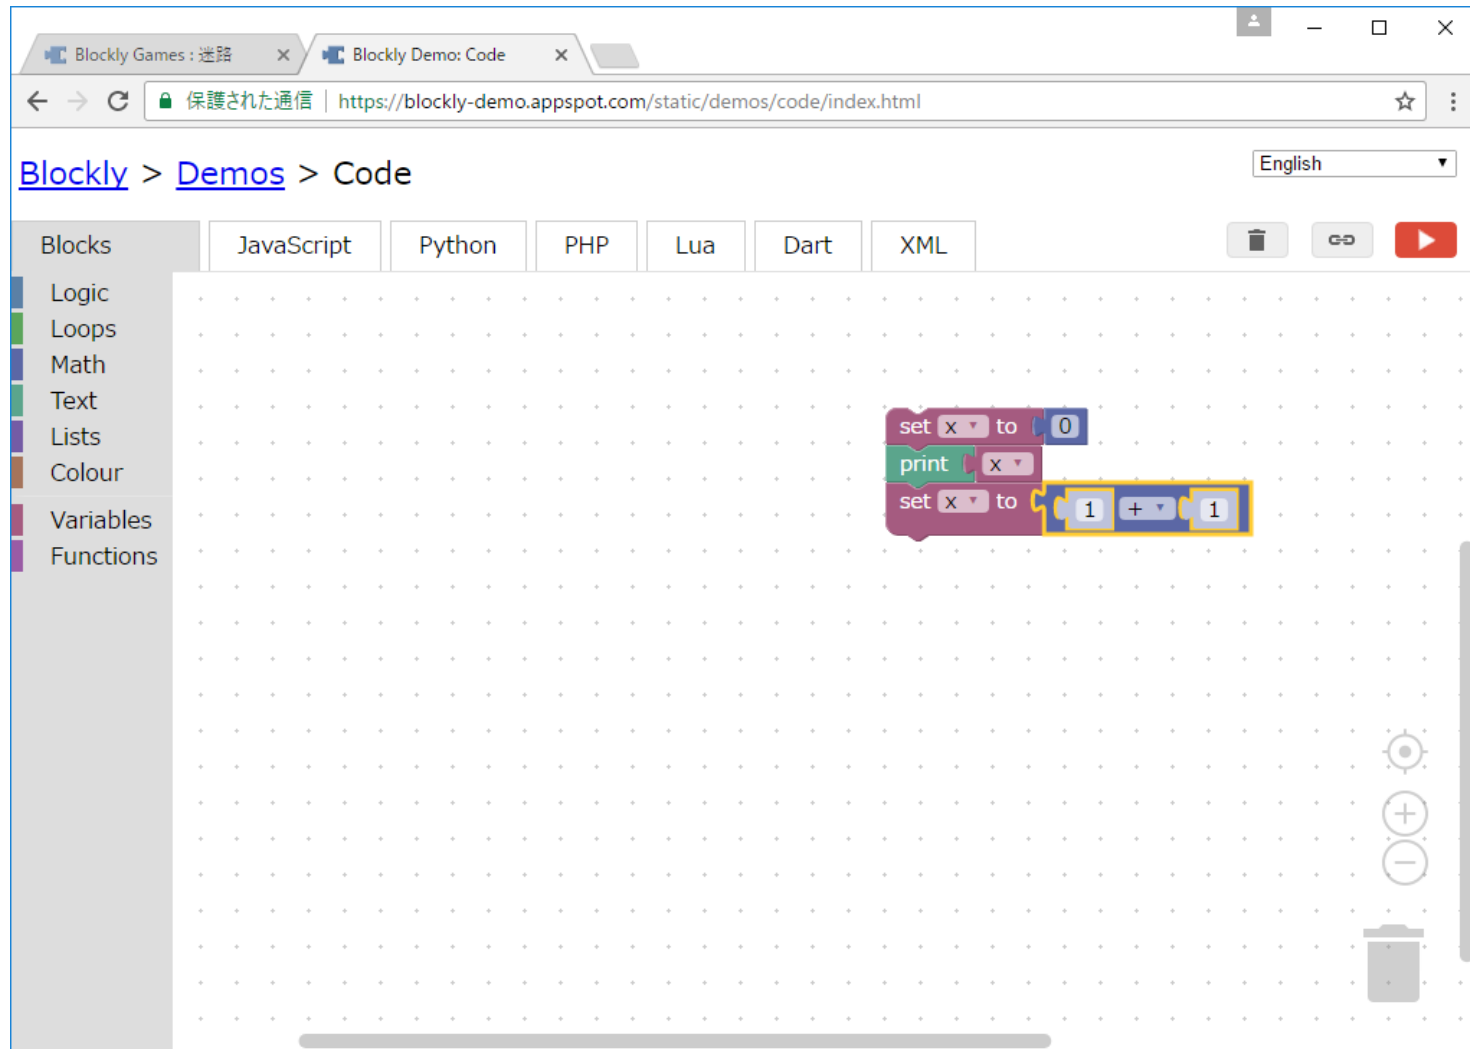 Blockly Games : 迷路
Blockly Demo: Code
保護された通信 | https://blockly-demo.appspot.com/static/demos/code/index.html
Blockly > Demos > Code
English
Blocks
JavaScript
Python
PHP
Lua
Dart
XML
Logic
Loops
Math
Text
Lists
Colour
Variables
Functions
set x to 0
print x
set x to 1 + 1